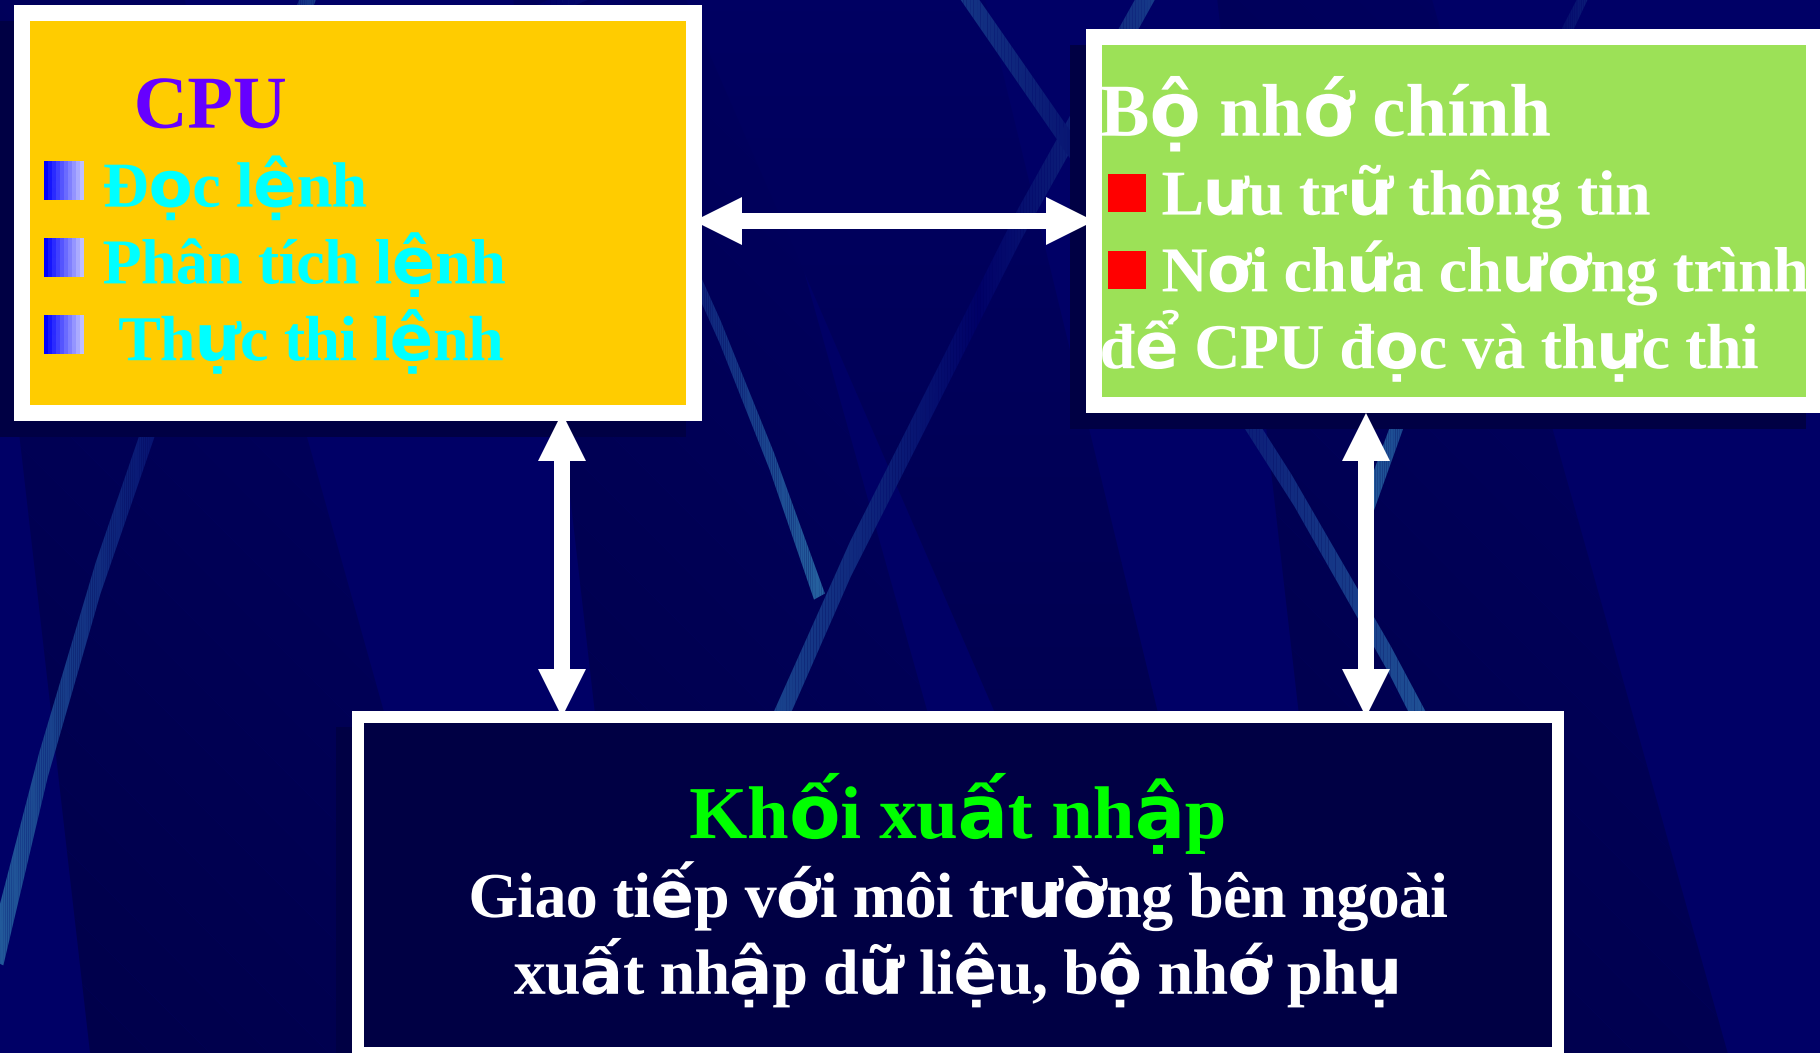 CPU
Đọc lệnh
Phân tích lệnh
Thực thi lệnh
Bộ nhớ chính
Lưu trữ thông tin
Nơi chứa chương trình
để CPU đọc và thực thi
Khối xuất nhập
Giao tiếp với môi trường bên ngoài
xuất nhập dữ liệu, bộ nhớ phụ